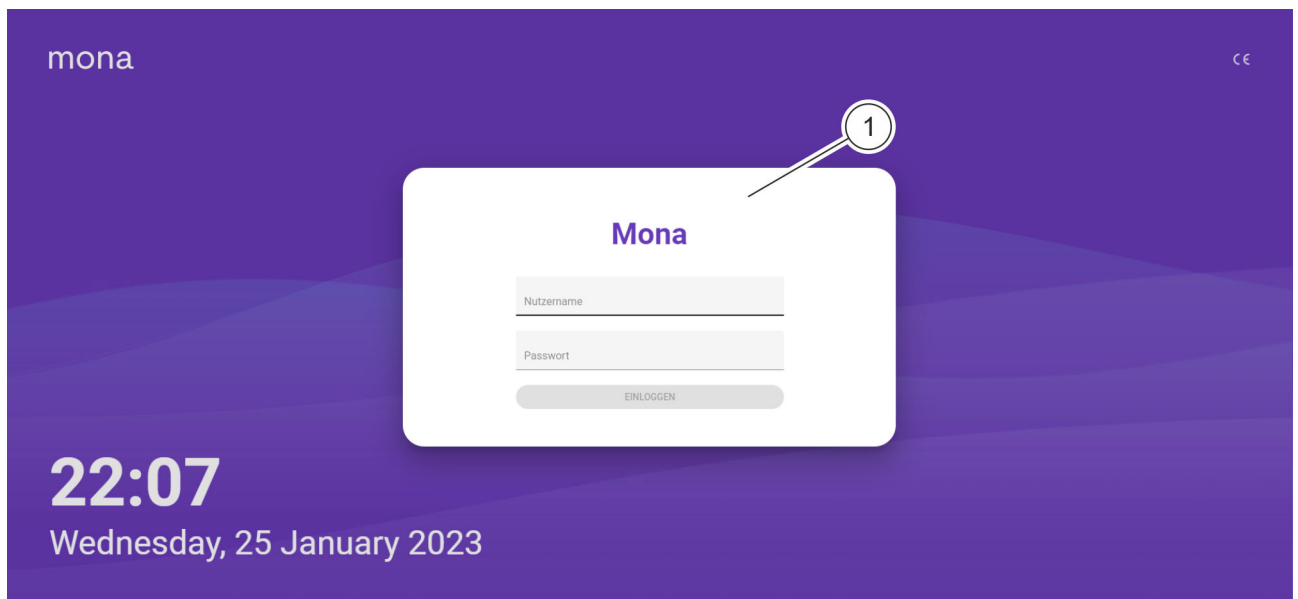 mona
CE
1
Mona
Nutzername
Passwort
EINLOGGEN
22:07
Wednesday, 25 January 2023